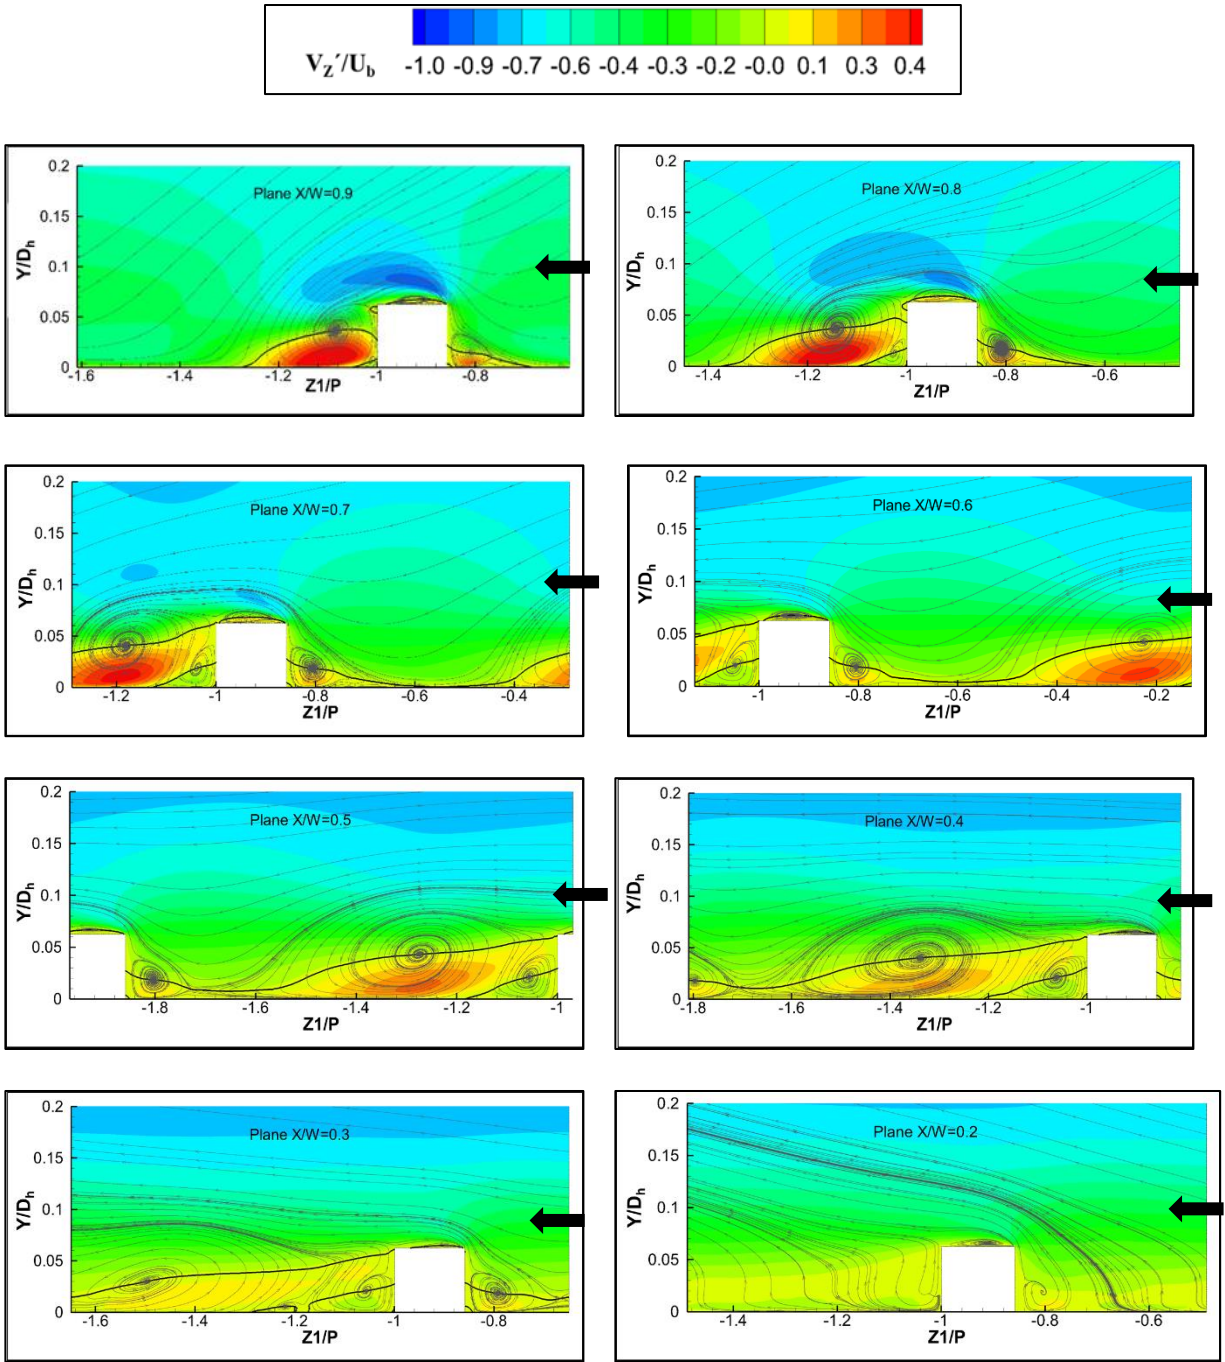 V_Z´/U_b -1.0 -0.9 -0.7 -0.6 -0.4 -0.3 -0.2 -0.0 0.1 0.3 0.4
Plane X/W=0.9
Y/D_h
0.2
0.15
0.1
0.05
0
-1.6 -1.4 -1.2 -1 -0.8
Z1/P
Plane X/W=0.8
Y/D_h
0.2
0.15
0.1
0.05
0
-1.4 -1.2 -1 -0.8 -0.6
Z1/P
Plane X/W=0.7
Y/D_h
0.2
0.15
0.1
0.05
0
-1.2 -1 -0.8 -0.6 -0.4
Z1/P
Plane X/W=0.6
Y/D_h
0.2
0.15
0.1
0.05
0
-1 -0.8 -0.6 -0.4 -0.2
Z1/P
Plane X/W=0.5
Y/D_h
0.2
0.15
0.1
0.05
0
-1.8 -1.6 -1.4 -1.2 -1
Z1/P
Plane X/W=0.4
Y/D_h
0.2
0.15
0.1
0.05
0
-1.8 -1.6 -1.4 -1.2 -1
Z1/P
Plane X/W=0.3
Y/D_h
0.2
0.15
0.1
0.05
0
-1.6 -1.4 -1.2 -1 -0.8
Z1/P
Plane X/W=0.2
Y/D_h
0.2
0.15
0.1
0.05
0
-1.4 -1.2 -1 -0.8 -0.6
Z1/P